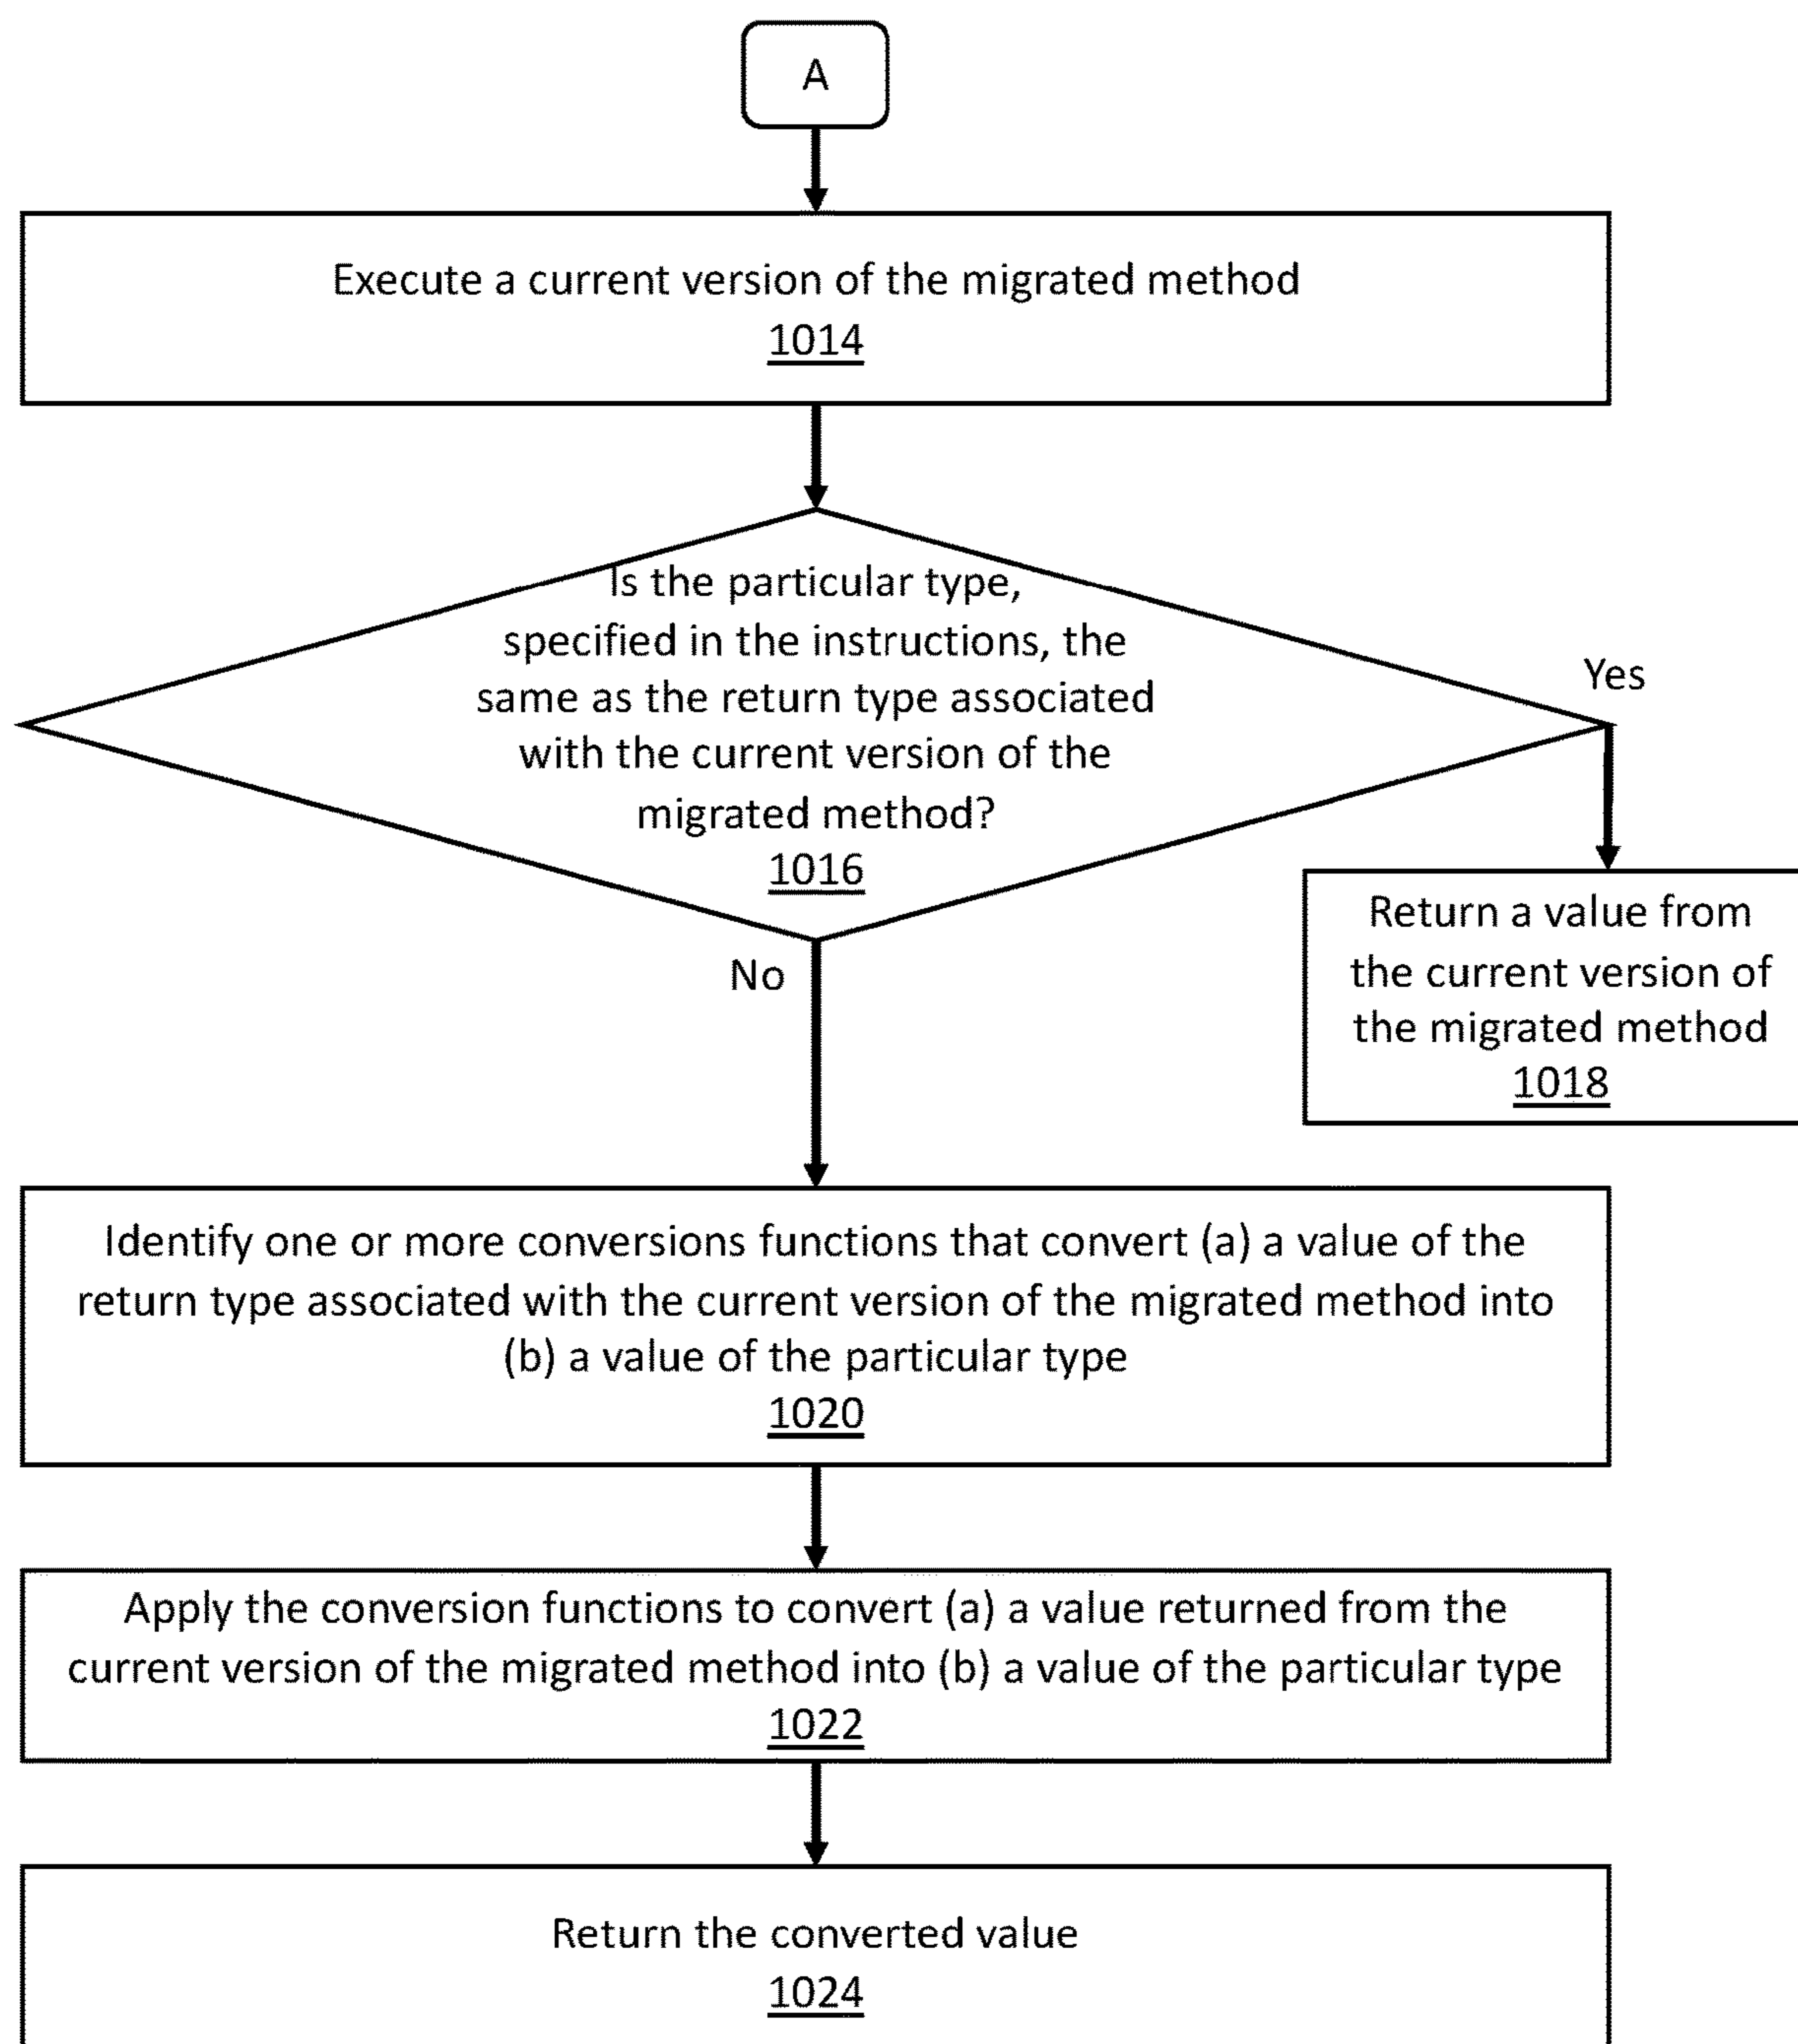 A
Execute a current version of the migrated method
1014
Is the particular type,
specified in the instructions, the
same as the return type associated
with the current version of the
migrated method?
1016
Yes
Return a value from
the current version of
the migrated method
1018
No
Identify one or more conversions functions that convert (a) a value of the
return type associated with the current version of the migrated method into
(b) a value of the particular type
1020
Apply the conversion functions to convert (a) a value returned from the
current version of the migrated method into (b) a value of the particular type
1022
Return the converted value
1024